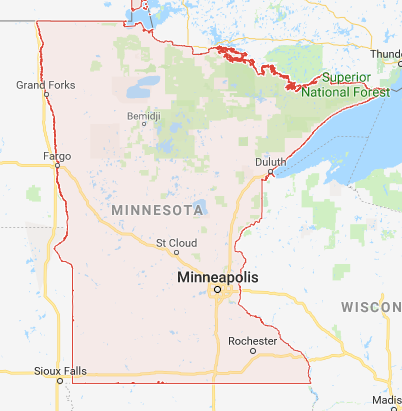 Thunde
Superior
National Forest
Grand Forks
Bemidji
Fargo
Duluth
MINNESOTA
St Cloud
Minneapolis
WISCON
Rochester
Sioux Falls
Madis